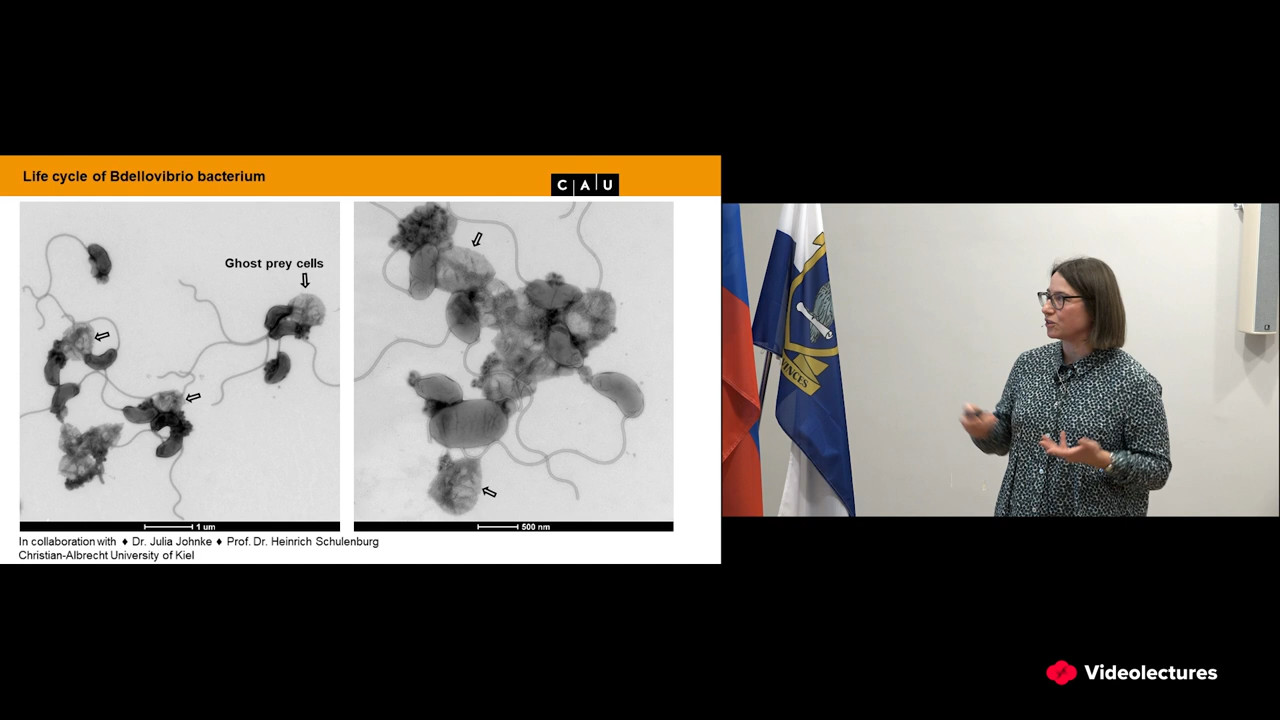 Life cycle of Bdellovibrio bacterium
CAU
Ghost prey cells
1 um
500 nm
In collaboration with ♦ Dr. Julia Johnke ♦ Prof. Dr. Heinrich Schulenburg
Christian-Albrecht University of Kiel
Videolectures